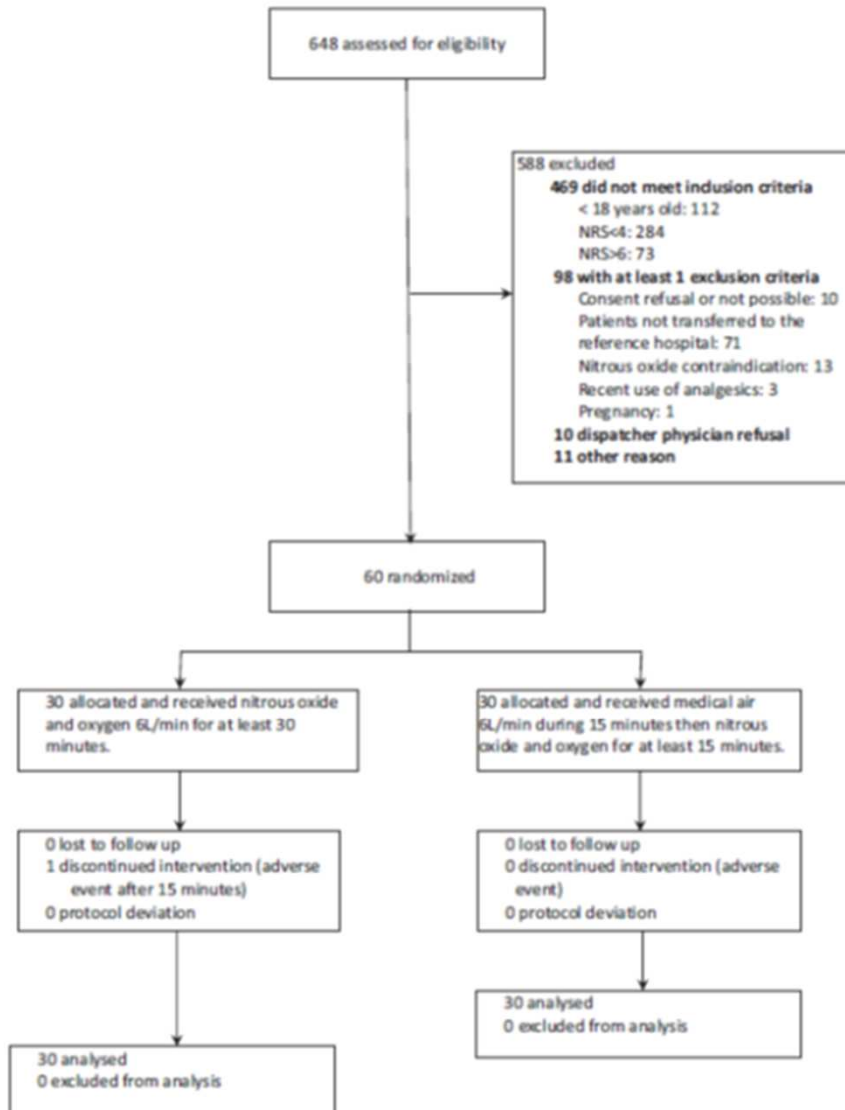 648 assessed for eligibility
588 excluded
469 did not meet inclusion criteria
< 18 years old: 112
NRS<4: 284
NRS>6: 73
98 with at least 1 exclusion criteria
Consent refusal or not possible: 10
Patients not transferred to the
reference hospital: 71
Nitrous oxide contraindication: 13
Recent use of analgesics: 3
Pregnancy: 1
10 dispatcher physician refusal
11 other reason
60 randomized
30 allocated and received nitrous oxide
and oxygen 6L/min for at least 30
minutes.
30 allocated and received medical air
6L/min during 15 minutes then nitrous
oxide and oxygen for at least 15 minutes.
0 lost to follow up
1 discontinued intervention (adverse
event after 15 minutes)
0 protocol deviation
0 lost to follow up
0 discontinued intervention (adverse
event)
0 protocol deviation
30 analysed
0 excluded from analysis
30 analysed
0 excluded from analysis